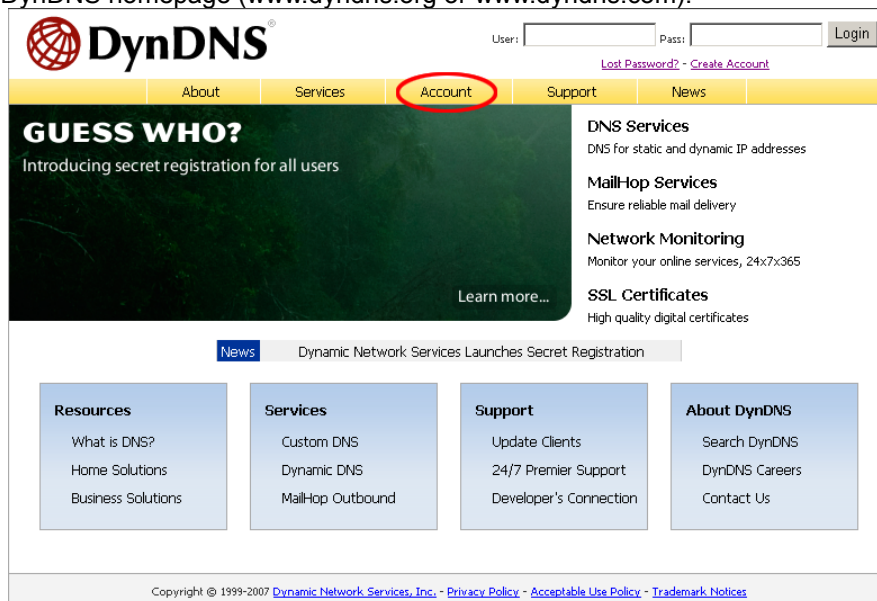 DynDNS homepage (www.dyndns.org or www.dyndns.com):
DynDNS®
User:
Pass:
Login
Lost Password? - Create Account
About Services Account Support News
GUESS WHO?
Introducing secret registration for all users
Learn more...
DNS Services
DNS for static and dynamic IP addresses
MailHop Services
Ensure reliable mail delivery
Network Monitoring
Monitor your online services, 24x7x365
SSL Certificates
High quality digital certificates
News Dynamic Network Services Launches Secret Registration
Resources
What is DNS?
Home Solutions
Business Solutions
Services
Custom DNS
Dynamic DNS
MailHop Outbound
Support
Update Clients
24/7 Premier Support
Developer's Connection
About DynDNS
Search DynDNS
DynDNS Careers
Contact Us
Copyright © 1999-2007 Dynamic Network Services, Inc. - Privacy Policy - Acceptable Use Policy - Trademark Notices